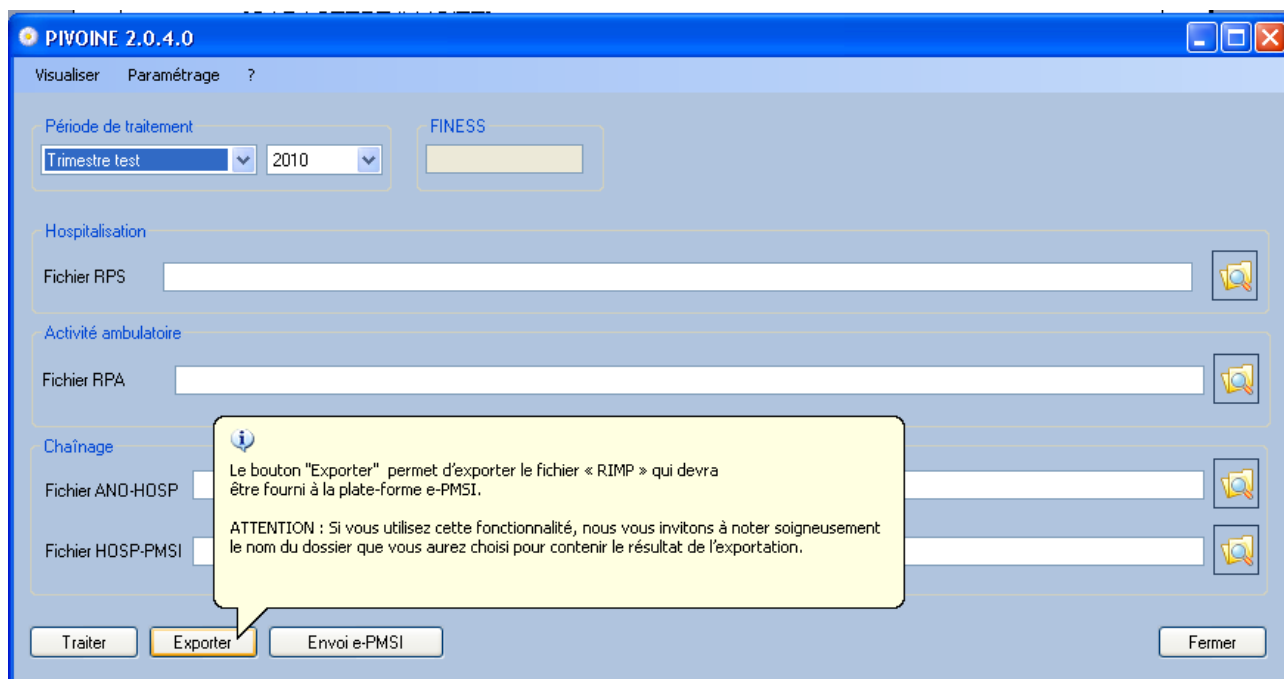 PIVOINE 2.0.4.0
Visualiser Paramétrage ?
Période de traitement FINESS
Trimestre test 2010
Hospitalisation
Fichier RPS
Activité ambulatoire
Fichier RPA
Chaînage
Fichier ANO-HOSP
Fichier HOSP-PMSI
Le bouton "Exporter" permet d'exporter le fichier « RIMP » qui devra
être fourni à la plate-forme e-PMSI.
ATTENTION : Si vous utilisez cette fonctionnalité, nous vous invitons à noter soigneusement
le nom du dossier que vous aurez choisi pour contenir le résultat de l'exportation.
Traiter Exporter Envoi e-PMSI Fermer